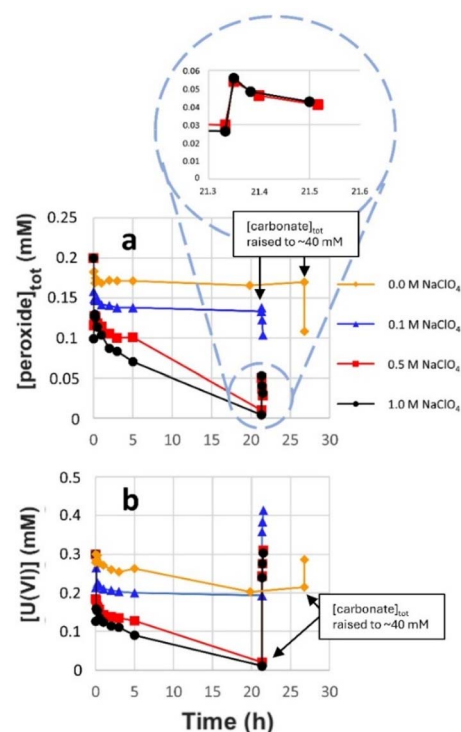 0.06
0.05
0.04
0.03
0.02
0.01
0
21.3 21.4 21.5 21.6
0.25
0.2
0.15
0.1
0.05
0
[peroxide]tot (mM)
a
[carbonate]tot
raised to ~40 mM
0.0 M NaClO4
0.1 M NaClO4
0.5 M NaClO4
1.0 M NaClO4
0 5 10 15 20 25 30
0.5
0.4
0.3
0.2
0.1
0
[U(VI)] (mM)
b
[carbonate]tot
raised to ~40 mM
0 5 10 15 20 25 30
Time (h)